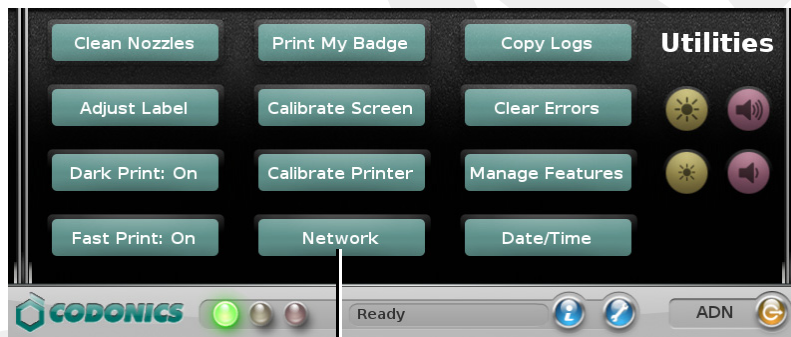 Clean Nozzles Print My Badge Copy Logs Utilities
Adjust Label Calibrate Screen Clear Errors
Dark Print: On Calibrate Printer Manage Features
Fast Print: On Network Date/Time
CODONICS Ready i ADN